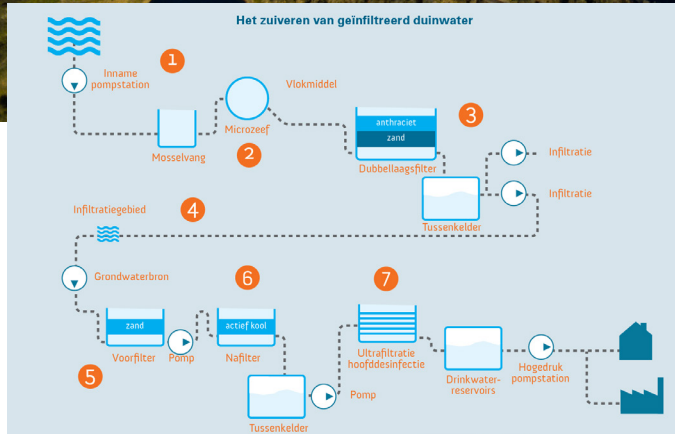 Het zuiveren van geïnfiltreerd duinwater
1
Inname
pompstation
Mosselvang
Microzeef
2
Vlokmiddel
3
anthraciet
zand
Dubbellaagsfilter
Tussenkelder
Infiltratie
Infiltratie
Infiltratiegebied
4
Grondwaterbron
5
zand
Voorfilter
Pomp
6
actief kool
Nafilter
Tussenkelder
Pomp
7
Ultrafiltratie
hoofddesinfectie
Drinkwater-
reservoirs
Hogedruk
pompstation